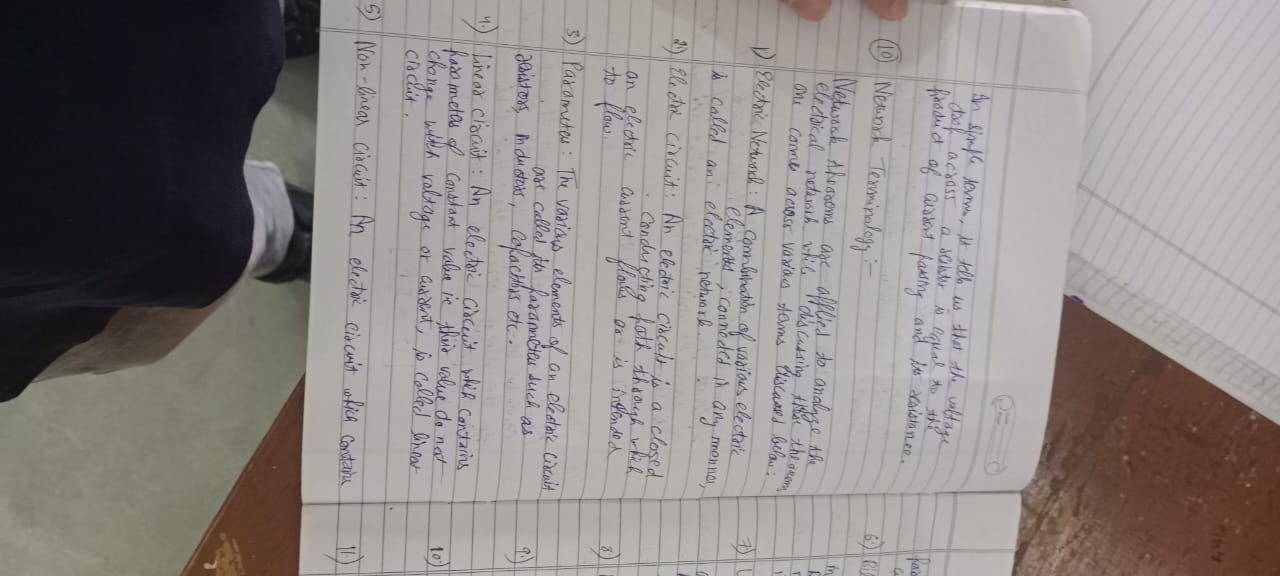 In simple terms, it tells us that the voltage
drop across a resistor is equal to the
product of current passing and its resistance.
10 Network Terminology :-
Network theorems are applied to analyze the
electrical network while discussing these theorems
one come across various terms discussed below:
1) Electric Network : A combination of various electric
elements, connected in any manner,
is called an electric network
2) Electric circuit : An electric circuit is a closed
conducting path through which
an electric current flows or is intended
to flow
3) Parameters : The various elements of an electric circuit
are called its parameters such as
resistors, inductors, capacitors etc.
4.) Linear circuit : An electric circuit which contains
parameters of constant value ie their value do not
change with voltage or current, is called linear
circuit.
5) Non-linear circuit : An electric circuit which contains
6.)
7)
8)
9.)
10)
11)